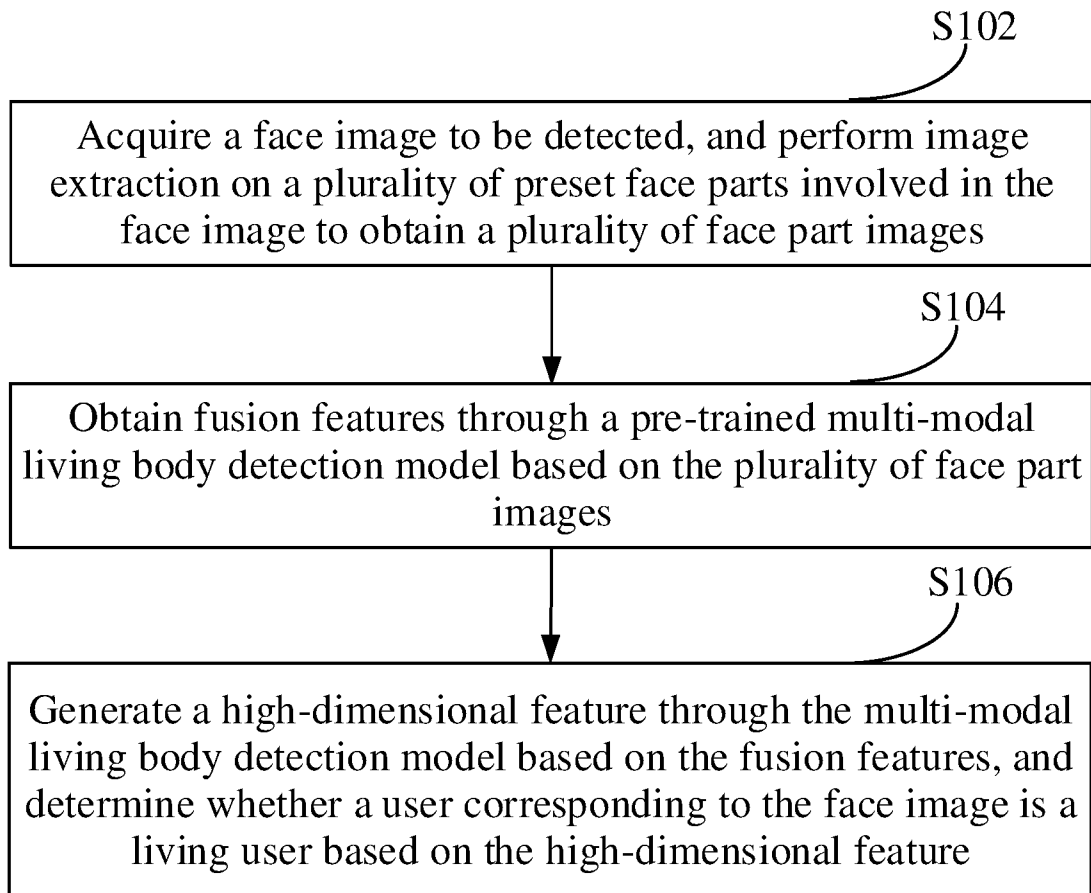 S102
Acquire a face image to be detected, and perform image
extraction on a plurality of preset face parts involved in the
face image to obtain a plurality of face part images
S104
Obtain fusion features through a pre-trained multi-modal
living body detection model based on the plurality of face part
images
S106
Generate a high-dimensional feature through the multi-modal
living body detection model based on the fusion features, and
determine whether a user corresponding to the face image is a
living user based on the high-dimensional feature